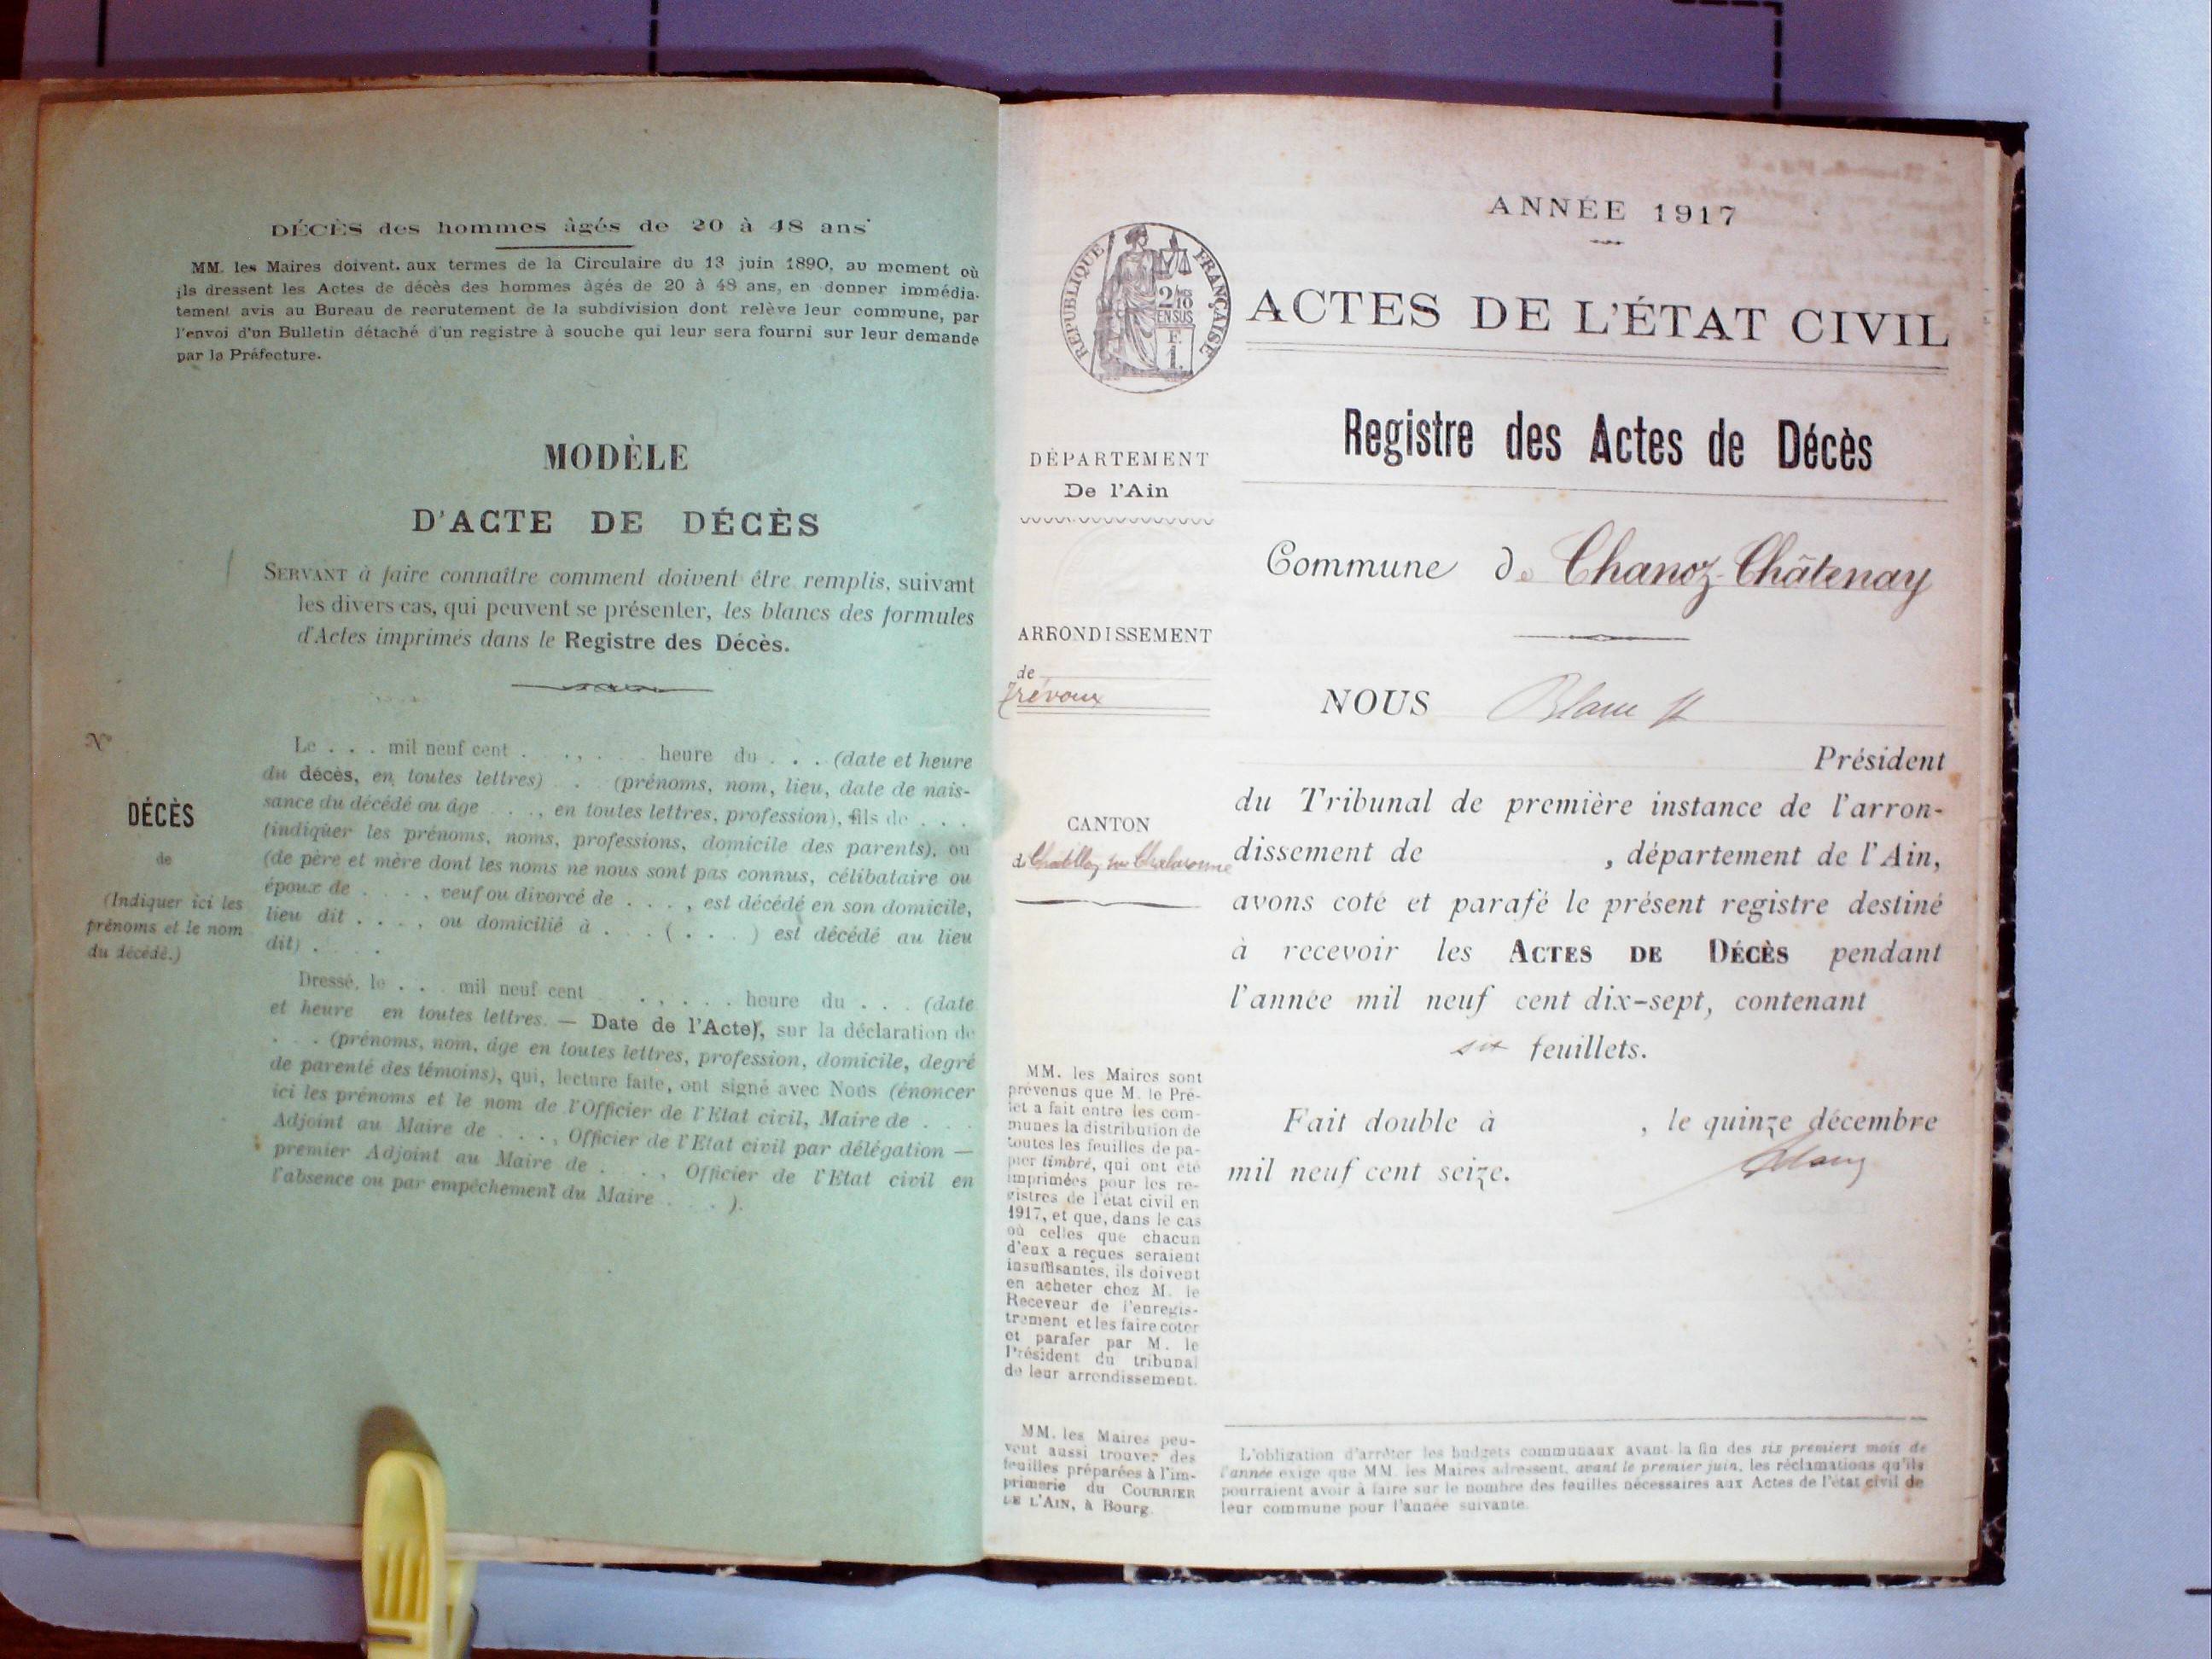 DÉCÈS des hommes âgés de 20 à 48 ans
MM. les Maires doivent. aux termes de la Circulaire du 13 juin 1890, au moment où
ils dressent les Actes de décès des hommes âgés de 20 à 48 ans, en donner immédia-
tement avis au Bureau de recrutement de la subdivision dont relève leur commune, par
l'envoi d'un Bulletin détaché d'un registre à souche qui leur sera fourni sur leur demande
par la Préfecture.
MODÈLE
D'ACTE DE DÉCÈS
SERVANT à faire connaître comment doivent être remplis, suivant
les divers cas, qui peuvent se présenter, les blancs des formules
d'Actes imprimés dans le Registre des Décès.
N°
DÉCÈS
de
(Indiquer ici les
prénoms et le nom
du décédé.)
Le . . . mil neuf cent . . , . . heure du . . . (date et heure
du décès, en toutes lettres) . . (prénoms, nom, lieu, date de nais-
sance du décédé ou âge . . ., en toutes lettres, profession), fils de . . .
(indiquer les prénoms, noms, professions, domicile des parents), ou
(de père et mère dont les noms ne nous sont pas connus, célibataire ou
époux de . . . . , veuf ou divorcé de . . . . , est décédé en son domicile,
lieu dit . . . . , ou domicilié à . . . ( . . . ) est décédé au lieu
dit) . . . .
Dressé, le . . . mil neuf cent . , . . . heure du . . . (date
et heure en toutes lettres. — Date de l'Acte), sur la déclaration de
. . . (prénoms, nom, âge en toutes lettres, profession, domicile, degré
de parenté des témoins), qui, lecture faite, ont signé avec Nous (énoncer
ici les prénoms et le nom de l'Officier de l'Etat civil, Maire de . . .
Adjoint au Maire de . . . , Officier de l'Etat civil par délégation —
premier Adjoint au Maire de . . . , Officier de l'Etat civil en
l'absence ou par empêchement du Maire . . . ).
ANNÉE 1917
RÉPUBLIQUE FRANÇAISE
2/10
EN SUS
F.
1.
ACTES DE L'ÉTAT CIVIL
Registre des Actes de Décès
DÉPARTEMENT
De l'Ain
Commune de Chanoz-Châtenay
ARRONDISSEMENT
de
Trévoux
NOUS Blanc
Président
du Tribunal de première instance de l'arron-
CANTON
de Chatillon sur Chalaronne
dissement de , département de l'Ain,
avons coté et parafé le présent registre destiné
à recevoir les ACTES DE DÉCÈS pendant
l'année mil neuf cent dix-sept, contenant
six feuillets.
Fait double à , le quinze décembre
mil neuf cent seize.
Blanc
MM. les Maires sont
prévenus que M. le Pré-
fet a fait entre les com-
munes la distribution de
toutes les feuilles de pa-
pier timbré, qui ont été
imprimées pour les re-
gistres de l'état civil en
1917, et que, dans le cas
où celles que chacun
d'eux a reçues seraient
insuffisantes, ils doivent
en acheter chez M. le
Receveur de l'enregis-
trement et les faire coter
et parafer par M. le
Président du tribunal
de leur arrondissement.
MM. les Maires peu-
vent aussi trouver des
feuilles préparées à l'im-
primerie du COURRIER
DE L'AIN, à Bourg.
L'obligation d'arrêter les budgets communaux avant la fin des six premiers mois de
l'année exige que MM. les Maires adressent, avant le premier juin, les réclamations qu'ils
pourraient avoir à faire sur le nombre des feuilles nécessaires aux Actes de l'état civil de
leur commune pour l'année suivante.